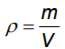 ρ = m/V